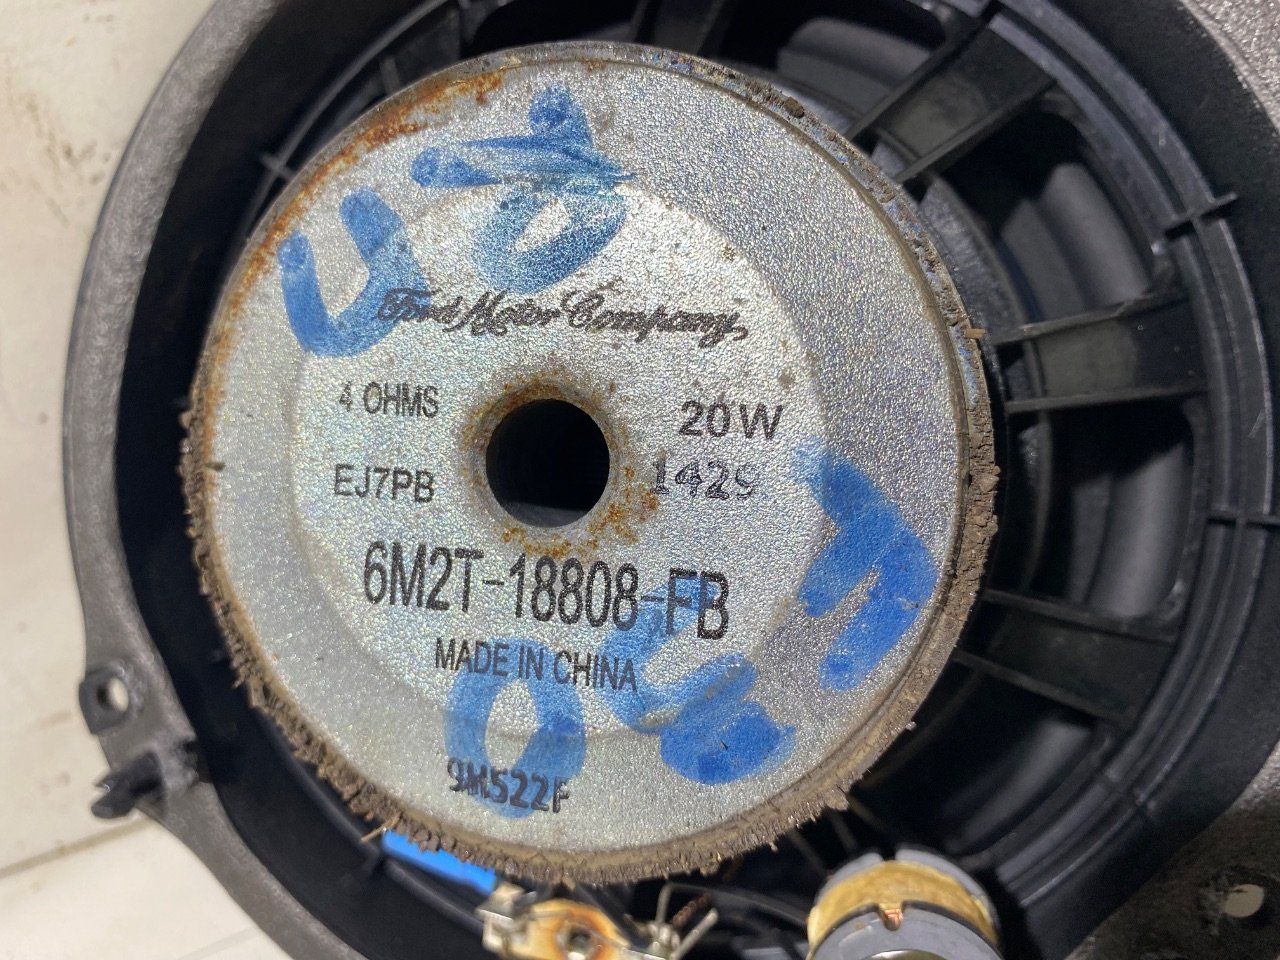 Ford Motor Company
4 OHMS 20W
EJ7PB 1429
6M2T-18808-FB
MADE IN CHINA
9M522F